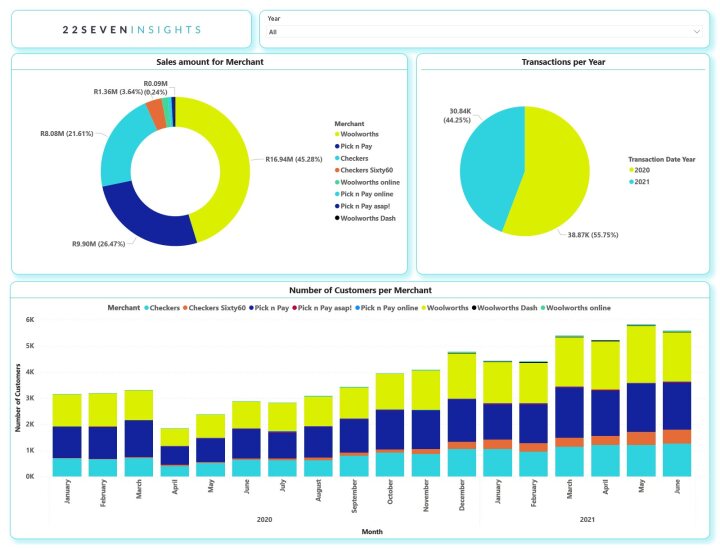 22SEVEN INSIGHTS
Year
All
Sales amount for Merchant
R0.09M
(0.24%)
R1.36M (3.64%)
R8.08M (21.61%)
R16.94M (45.28%)
R9.90M (26.47%)
Merchant
Woolworths
Pick n Pay
Checkers
Checkers Sixty60
Woolworths online
Pick n Pay online
Pick n Pay asap!
Woolworths Dash
Transactions per Year
30.84K
(44.25%)
38.87K (55.75%)
Transaction Date Year
2020
2021
Number of Customers per Merchant
Merchant Checkers Checkers Sixty60 Pick n Pay Pick n Pay asap! Pick n Pay online Woolworths Woolworths Dash Woolworths online
Number of Customers
6K
5K
4K
3K
2K
1K
0K
January
February
March
April
May
June
July
August
September
October
November
December
January
February
March
April
May
June
2020
2021
Month